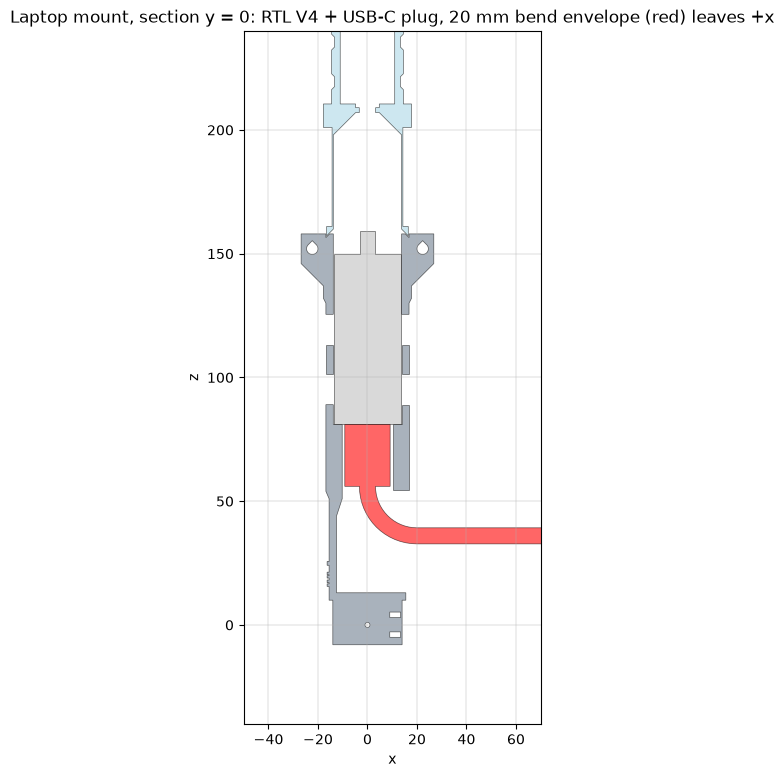 Laptop mount, section y = 0: RTL V4 + USB-C plug, 20 mm bend envelope (red) leaves +x
200
150
100
50
0
z
−40 −20 0 20 40 60
x